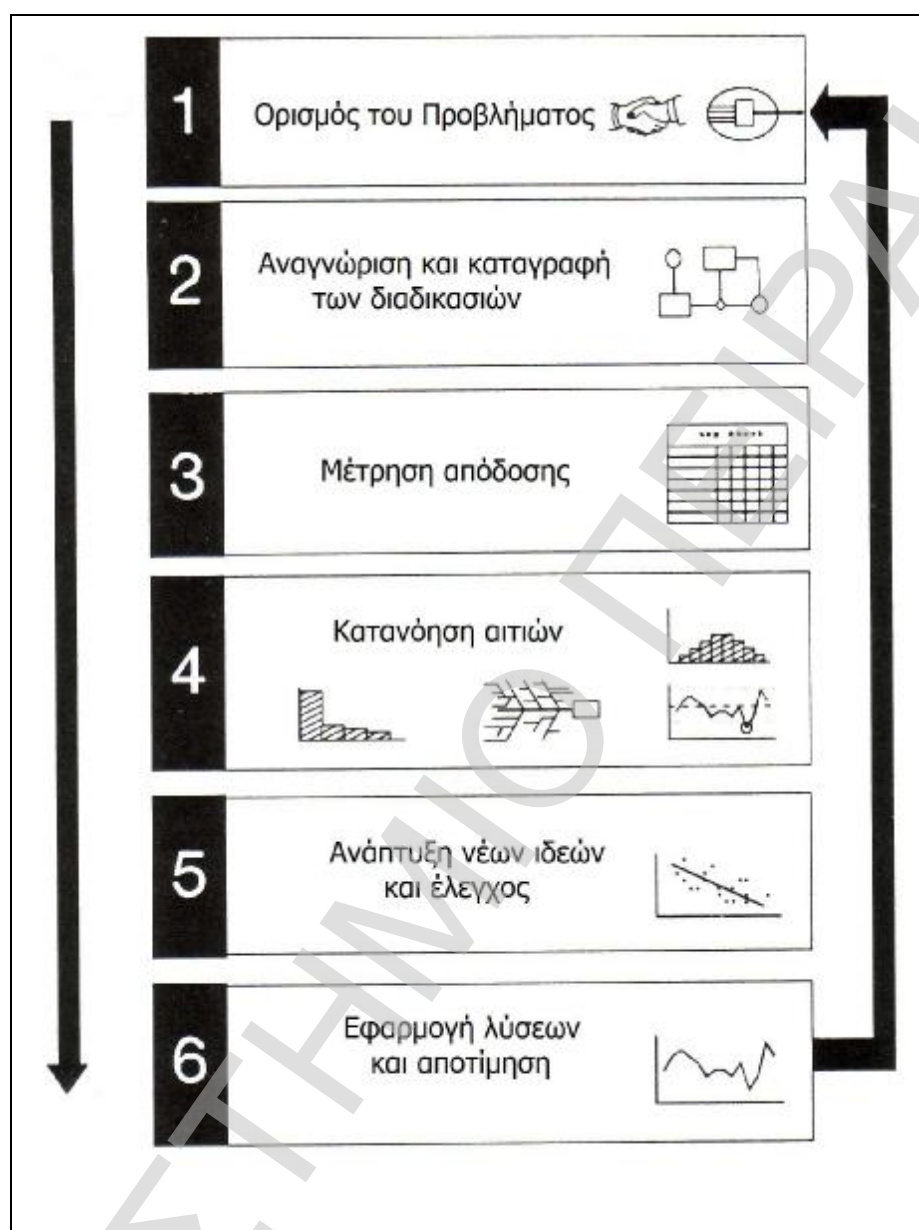 1
Ορισμός του Προβλήματος
2
Αναγνώριση και καταγραφή
των διαδικασιών
3
Μέτρηση απόδοσης
4
Κατανόηση αιτιών
5
Ανάπτυξη νέων ιδεών
και έλεγχος
6
Εφαρμογή λύσεων
και αποτίμηση